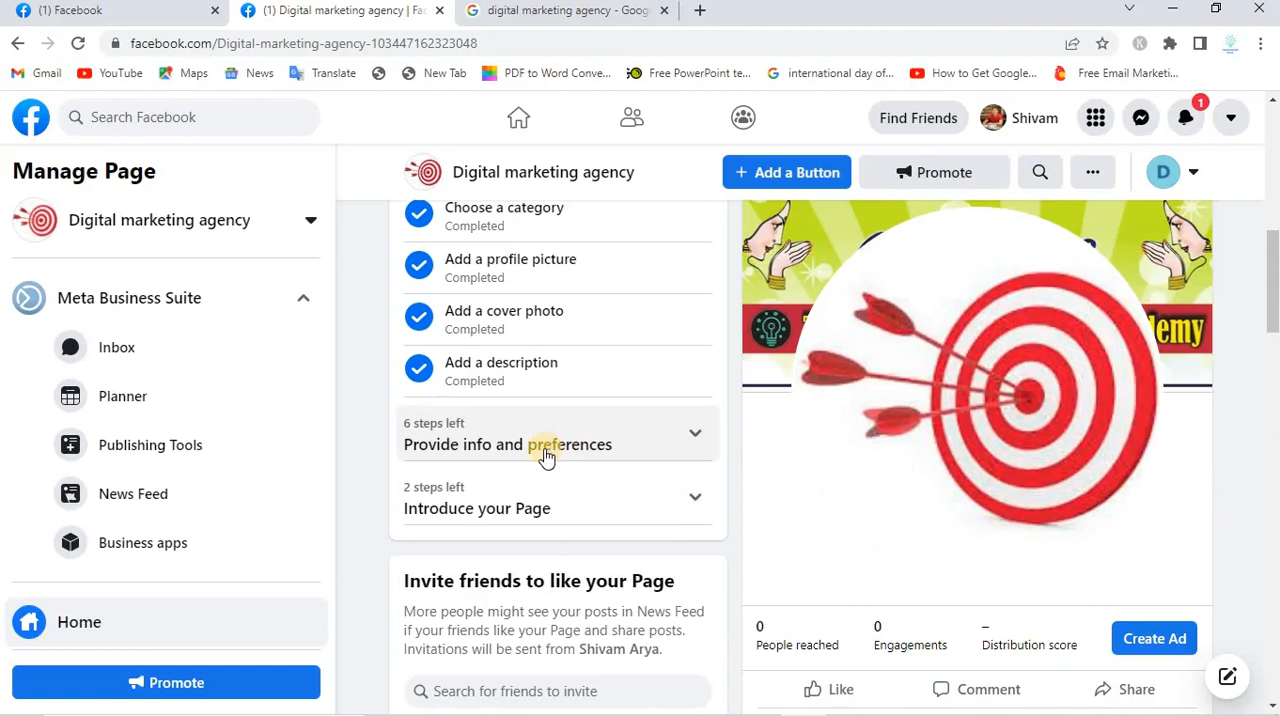 (1) Facebook
(1) Digital marketing agency | Fac
digital marketing agency - Goog
facebook.com/Digital-marketing-agency-103447162323048
Gmail
YouTube
Maps
News
Translate
New Tab
PDF to Word Conve...
Free PowerPoint te...
international day of...
How to Get Google...
Free Email Marketi...
Search Facebook
Find Friends
Shivam
1
Manage Page
Digital marketing agency
Add a Button
Promote
D
Digital marketing agency
Meta Business Suite
Inbox
Planner
Publishing Tools
News Feed
Business apps
Home
Promote
Choose a category
Completed
Add a profile picture
Completed
Add a cover photo
Completed
Add a description
Completed
6 steps left
Provide info and preferences
2 steps left
Introduce your Page
Invite friends to like your Page
More people might see your posts in News Feed
if your friends like your Page and share posts.
Invitations will be sent from Shivam Arya.
Search for friends to invite
0
People reached
0
Engagements
–
Distribution score
Create Ad
Like
Comment
Share